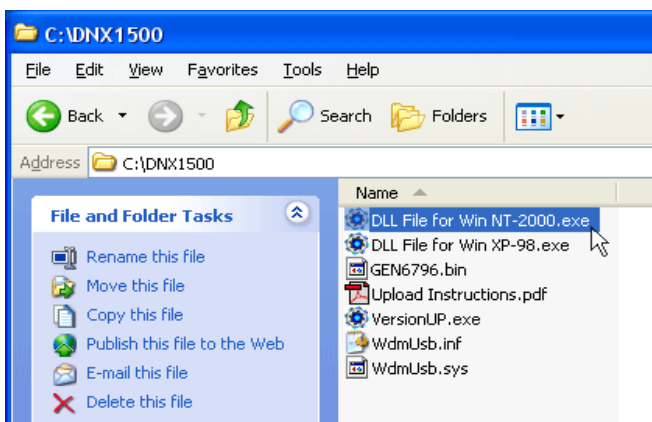 C:\DNX1500
File Edit View Favorites Tools Help
Back Search Folders
Address C:\DNX1500
File and Folder Tasks
Rename this file
Move this file
Copy this file
Publish this file to the Web
E-mail this file
Delete this file
Name
DLL File for Win NT-2000.exe
DLL File for Win XP-98.exe
GEN6796.bin
Upload Instructions.pdf
VersionUP.exe
WdmUsb.inf
WdmUsb.sys